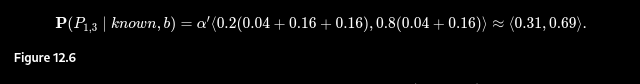 P(P₁,₃ | known, b) = α′⟨0.2(0.04 + 0.16 + 0.16), 0.8(0.04 + 0.16)⟩ ≈ ⟨0.31, 0.69⟩.
Figure 12.6